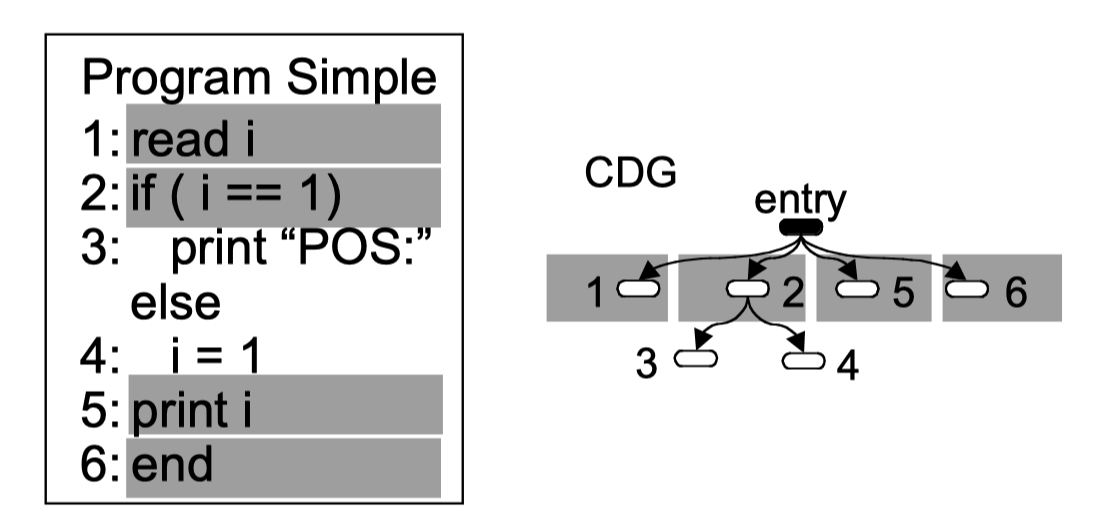 Program Simple
1: read i
2: if ( i == 1)
3: print “POS:”
else
4: i = 1
5: print i
6: end
CDG
entry
1 2 5 6
3 4